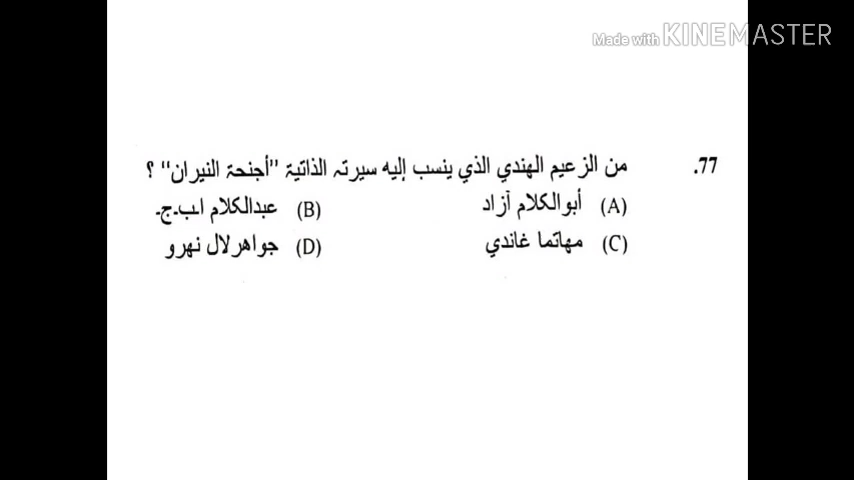 Made with KINEMASTER
77. من الزعيم الهندي الذي ينسب إليه سيرته الذاتية "أجنحة النيران" ؟
(A) أبوالكلام آزاد (B) عبدالكلام اـبـج۔
(C) مهاتما غاندي (D) جواهرلال نهرو